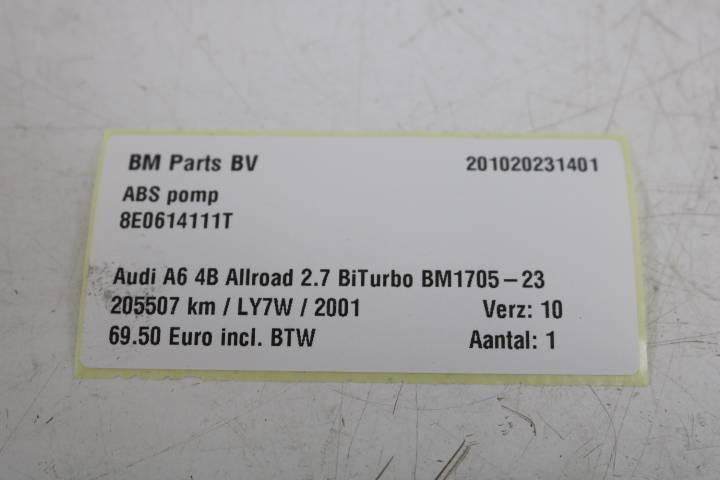 BM Parts BV 201020231401
ABS pomp
8E0614111T
Audi A6 4B Allroad 2.7 BiTurbo BM1705-23
205507 km / LY7W / 2001 Verz: 10
69.50 Euro incl. BTW Aantal: 1